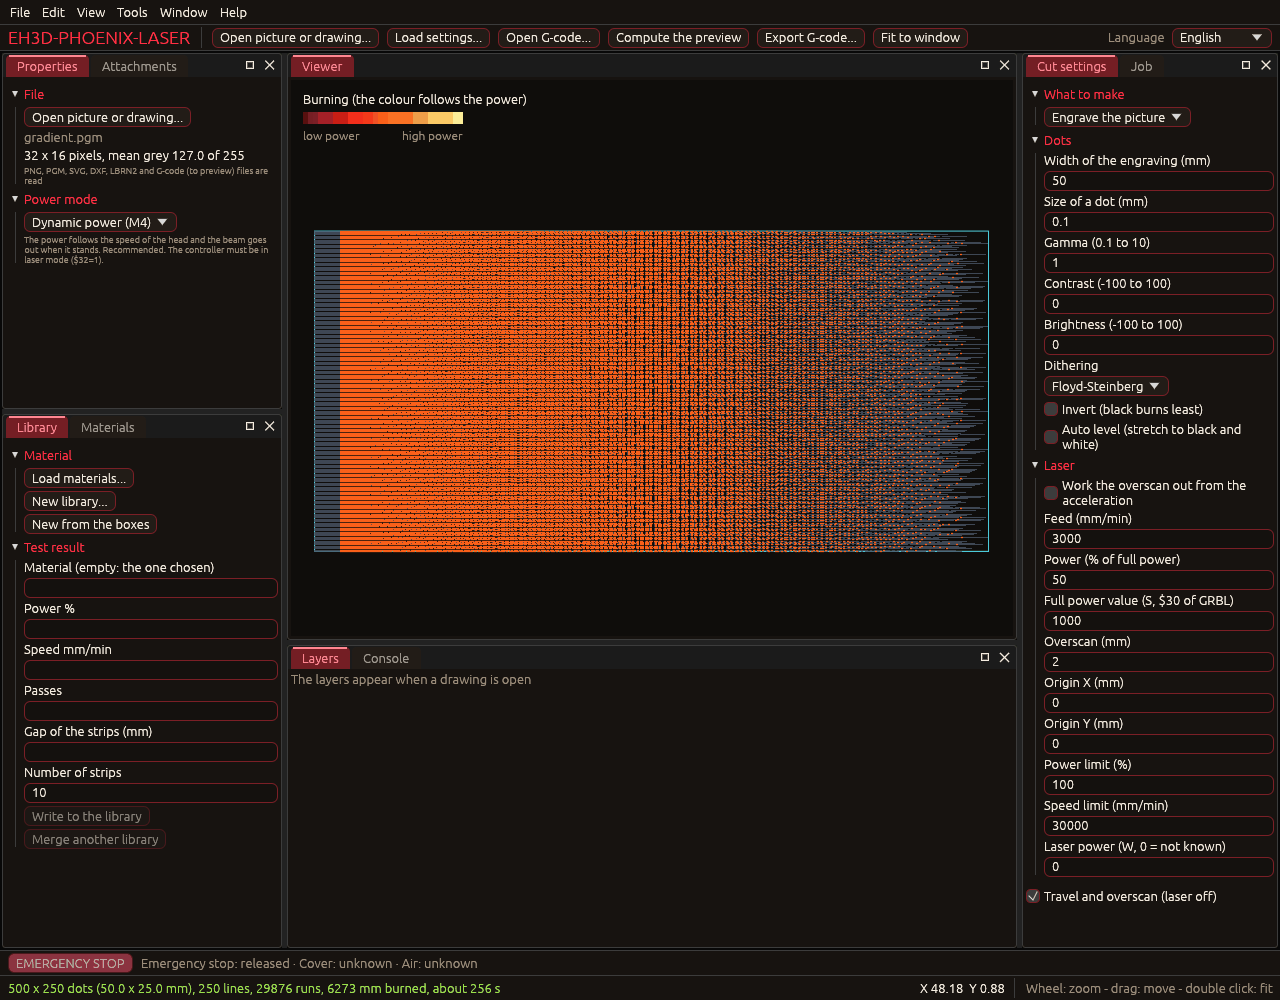 File Edit View Tools Window Help
EH3D-PHOENIX-LASER
Open picture or drawing... Load settings... Open G-code... Compute the preview Export G-code... Fit to window
Language English
Properties Attachments
File
Open picture or drawing...
gradient.pgm
32 x 16 pixels, mean grey 127.0 of 255
PNG, PGM, SVG, DXF, LBRN2 and G-code (to preview) files are
read
Power mode
Dynamic power (M4)
The power follows the speed of the head and the beam goes
out when it stands. Recommended. The controller must be in
laser mode ($32=1).
Library Materials
Material
Load materials...
New library...
New from the boxes
Test result
Material (empty: the one chosen)
Power %
Speed mm/min
Passes
Gap of the strips (mm)
Number of strips
10
Write to the library
Merge another library
Viewer
Burning (the colour follows the power)
low power high power
Layers Console
The layers appear when a drawing is open
Cut settings Job
What to make
Engrave the picture
Dots
Width of the engraving (mm)
50
Size of a dot (mm)
0.1
Gamma (0.1 to 10)
1
Contrast (-100 to 100)
0
Brightness (-100 to 100)
0
Dithering
Floyd-Steinberg
Invert (black burns least)
Auto level (stretch to black and
white)
Laser
Work the overscan out from the
acceleration
Feed (mm/min)
3000
Power (% of full power)
50
Full power value (S, $30 of GRBL)
1000
Overscan (mm)
2
Origin X (mm)
0
Origin Y (mm)
0
Power limit (%)
100
Speed limit (mm/min)
30000
Laser power (W, 0 = not known)
0
Travel and overscan (laser off)
EMERGENCY STOP Emergency stop: released · Cover: unknown · Air: unknown
500 x 250 dots (50.0 x 25.0 mm), 250 lines, 29876 runs, 6273 mm burned, about 256 s
X 48.18 Y 0.88 Wheel: zoom - drag: move - double click: fit